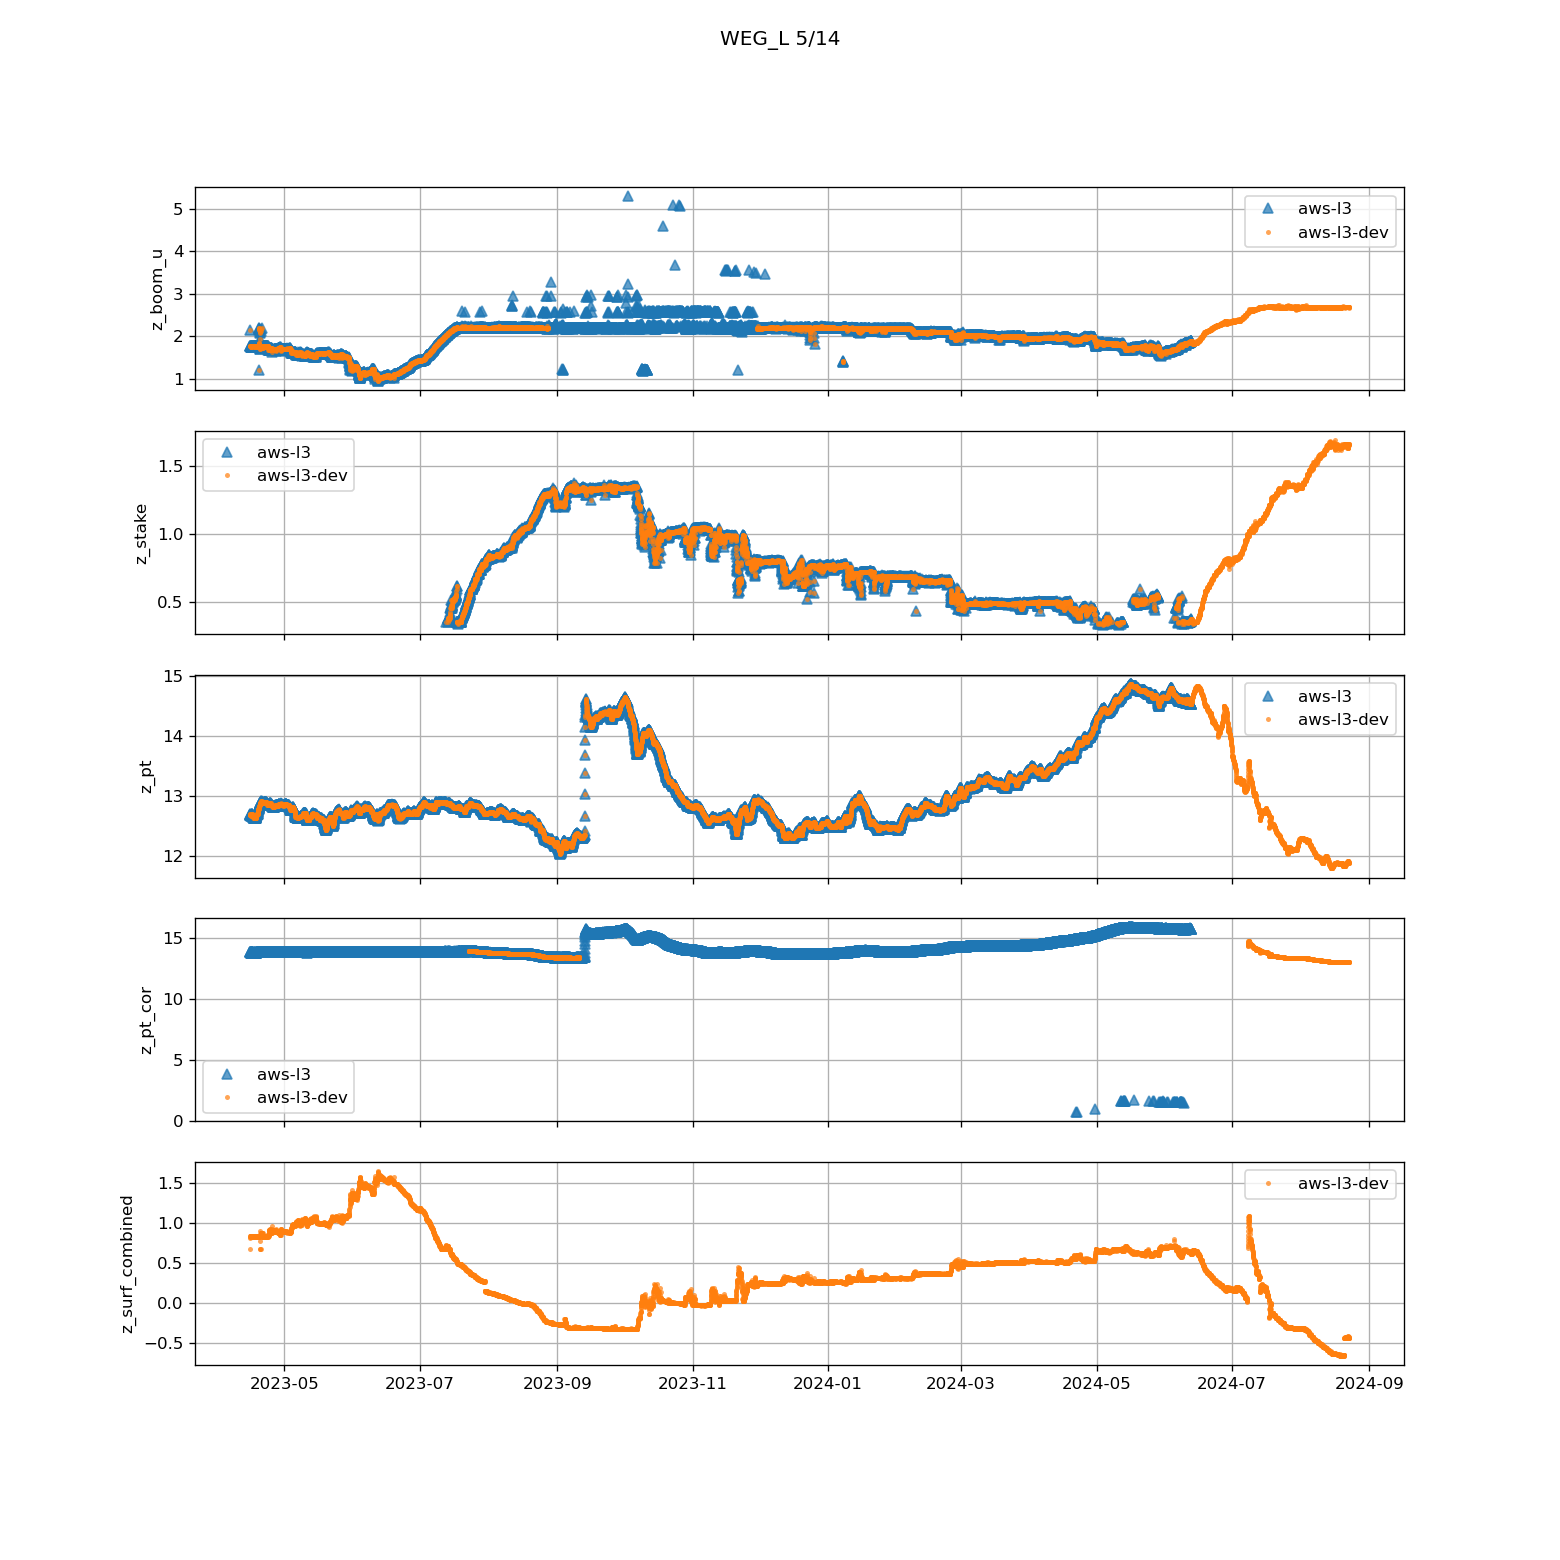 WEG_L 5/14
z_boom_u
5
4
3
2
1
aws-l3
aws-l3-dev
z_stake
1.5
1.0
0.5
aws-l3
aws-l3-dev
z_pt
15
14
13
12
aws-l3
aws-l3-dev
z_pt_cor
15
10
5
0
aws-l3
aws-l3-dev
z_surf_combined
1.5
1.0
0.5
0.0
−0.5
aws-l3-dev
2023-05 2023-07 2023-09 2023-11 2024-01 2024-03 2024-05 2024-07 2024-09